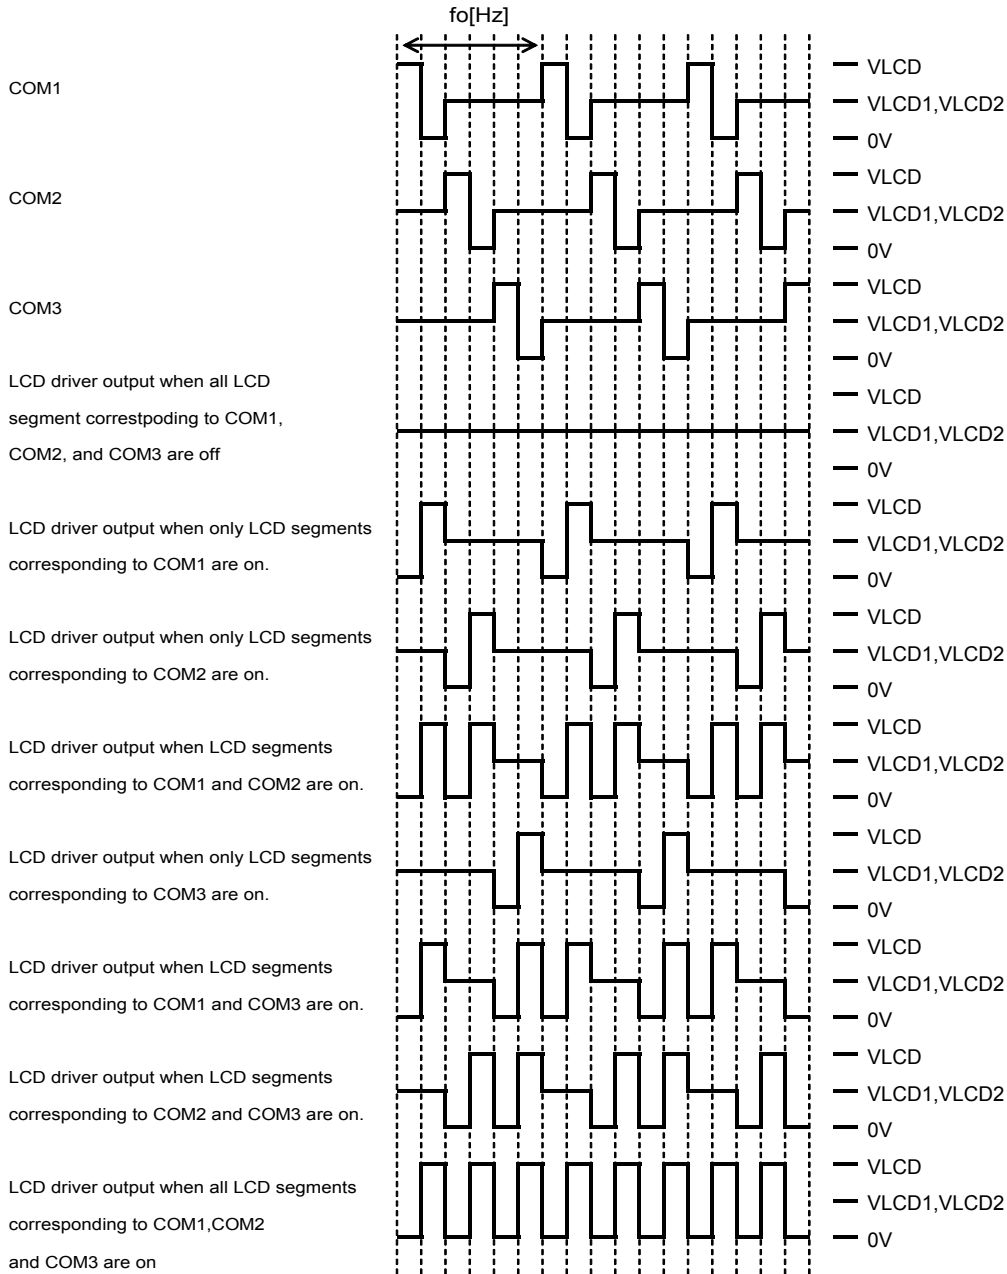 fo[Hz]
COM1
VLCD
VLCD1,VLCD2
0V
COM2
VLCD
VLCD1,VLCD2
0V
COM3
VLCD
VLCD1,VLCD2
0V
LCD driver output when all LCD
segment correstpoding to COM1,
COM2, and COM3 are off
VLCD
VLCD1,VLCD2
0V
LCD driver output when only LCD segments
corresponding to COM1 are on.
VLCD
VLCD1,VLCD2
0V
LCD driver output when only LCD segments
corresponding to COM2 are on.
VLCD
VLCD1,VLCD2
0V
LCD driver output when LCD segments
corresponding to COM1 and COM2 are on.
VLCD
VLCD1,VLCD2
0V
LCD driver output when only LCD segments
corresponding to COM3 are on.
VLCD
VLCD1,VLCD2
0V
LCD driver output when LCD segments
corresponding to COM1 and COM3 are on.
VLCD
VLCD1,VLCD2
0V
LCD driver output when LCD segments
corresponding to COM2 and COM3 are on.
VLCD
VLCD1,VLCD2
0V
LCD driver output when all LCD segments
corresponding to COM1,COM2
and COM3 are on
VLCD
VLCD1,VLCD2
0V